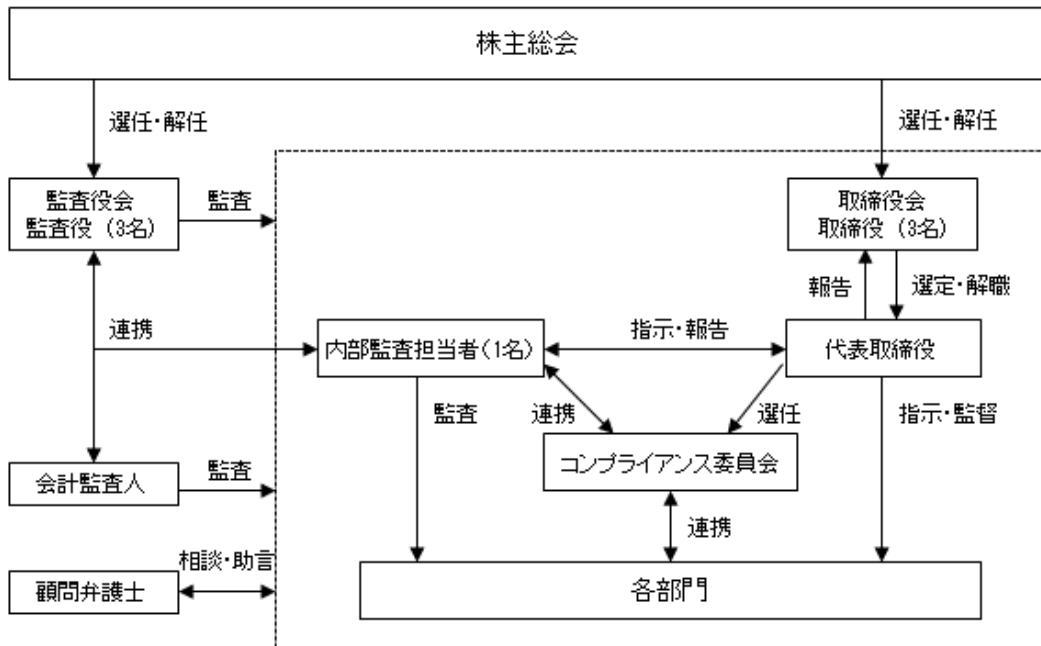 株主総会
選任・解任
選任・解任
監査役会
監査役（3名）
監査
取締役会
取締役（3名）
報告
選定・解職
連携
内部監査担当者（1名）
指示・報告
代表取締役
監査
連携
選任
指示・監督
コンプライアンス委員会
会計監査人
監査
連携
相談・助言
顧問弁護士
各部門